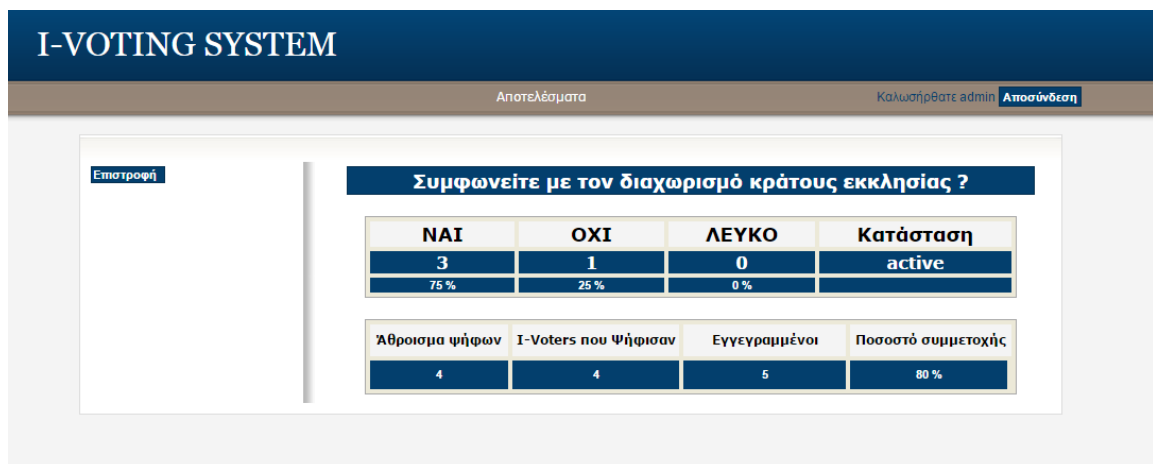 I-VOTING SYSTEM
Αποτελέσματα Καλωσήρθατε admin Αποσύνδεση
Επιστροφή
Συμφωνείτε με τον διαχωρισμό κράτους εκκλησίας ?
ΝΑΙ ΟΧΙ ΛΕΥΚΟ Κατάσταση
3 1 0 active
75 % 25 % 0 %
Άθροισμα ψήφων I-Voters που Ψήφισαν Εγγεγραμμένοι Ποσοστό συμμετοχής
4 4 5 80 %